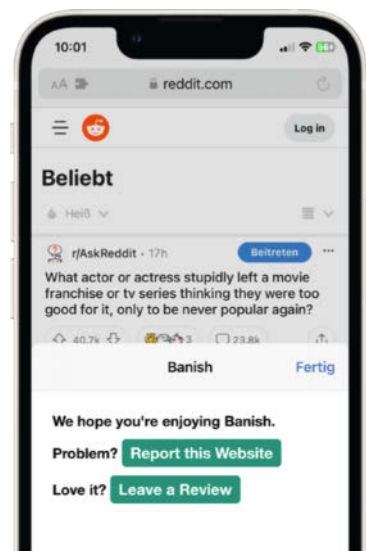 10:01
AA reddit.com
Log in
Beliebt
Heiß
r/AskReddit • 17h Beitreten
What actor or actress stupidly left a movie
franchise or tv series thinking they were too
good for it, only to be never popular again?
40.7k 3 23.8k
Banish Fertig
We hope you're enjoying Banish.
Problem? Report this Website
Love it? Leave a Review